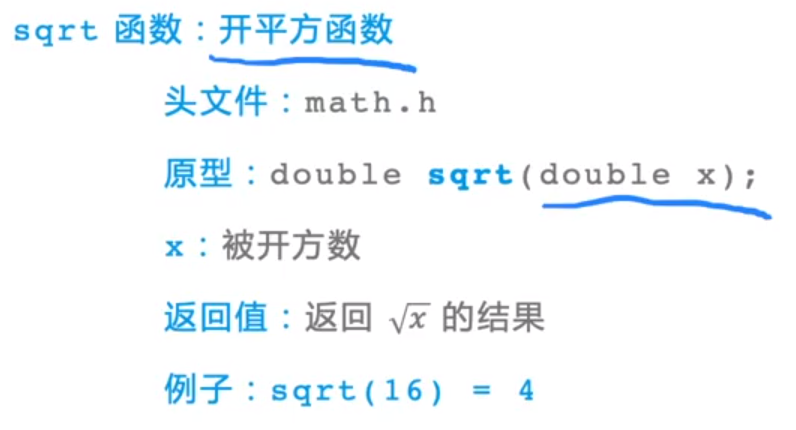 sqrt 函数：开平方函数
头文件：math.h
原型：double sqrt(double x);
x：被开方数
返回值：返回 √x 的结果
例子：sqrt(16) = 4